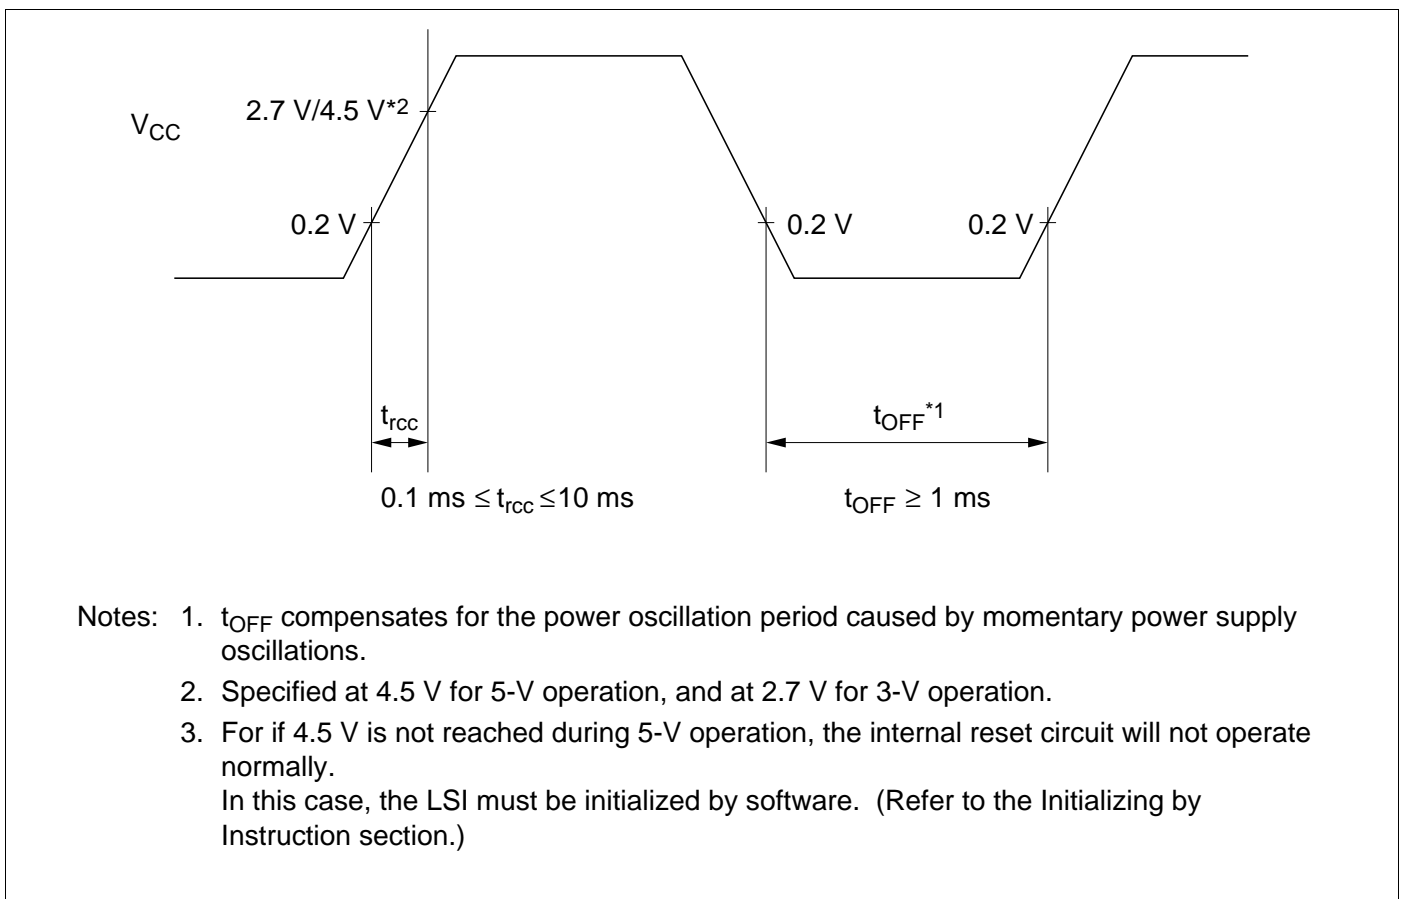 2.7 V/4.5 V*2
VCC
0.2 V
0.2 V
0.2 V
trcc
tOFF*1
0.1 ms ≤ trcc ≤10 ms
tOFF ≥ 1 ms
Notes: 1. tOFF compensates for the power oscillation period caused by momentary power supply
oscillations.
2. Specified at 4.5 V for 5-V operation, and at 2.7 V for 3-V operation.
3. For if 4.5 V is not reached during 5-V operation, the internal reset circuit will not operate
normally.
In this case, the LSI must be initialized by software. (Refer to the Initializing by
Instruction section.)